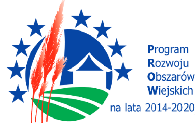 Program
Rozwoju
Obszarów
Wiejskich
na lata 2014-2020